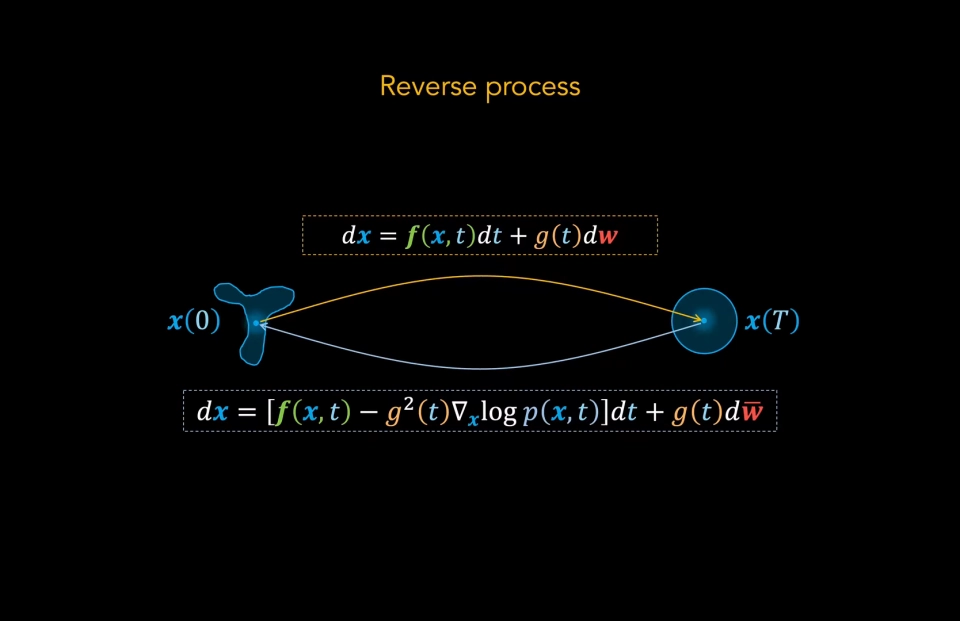 Reverse process
d𝒙 = 𝒇(𝒙, t)dt + g(t)d𝒘
𝒙(0)
𝒙(T)
d𝒙 = [𝒇(𝒙, t) − g²(t)∇ₓlog p(𝒙, t)]dt + g(t)d𝒘̅